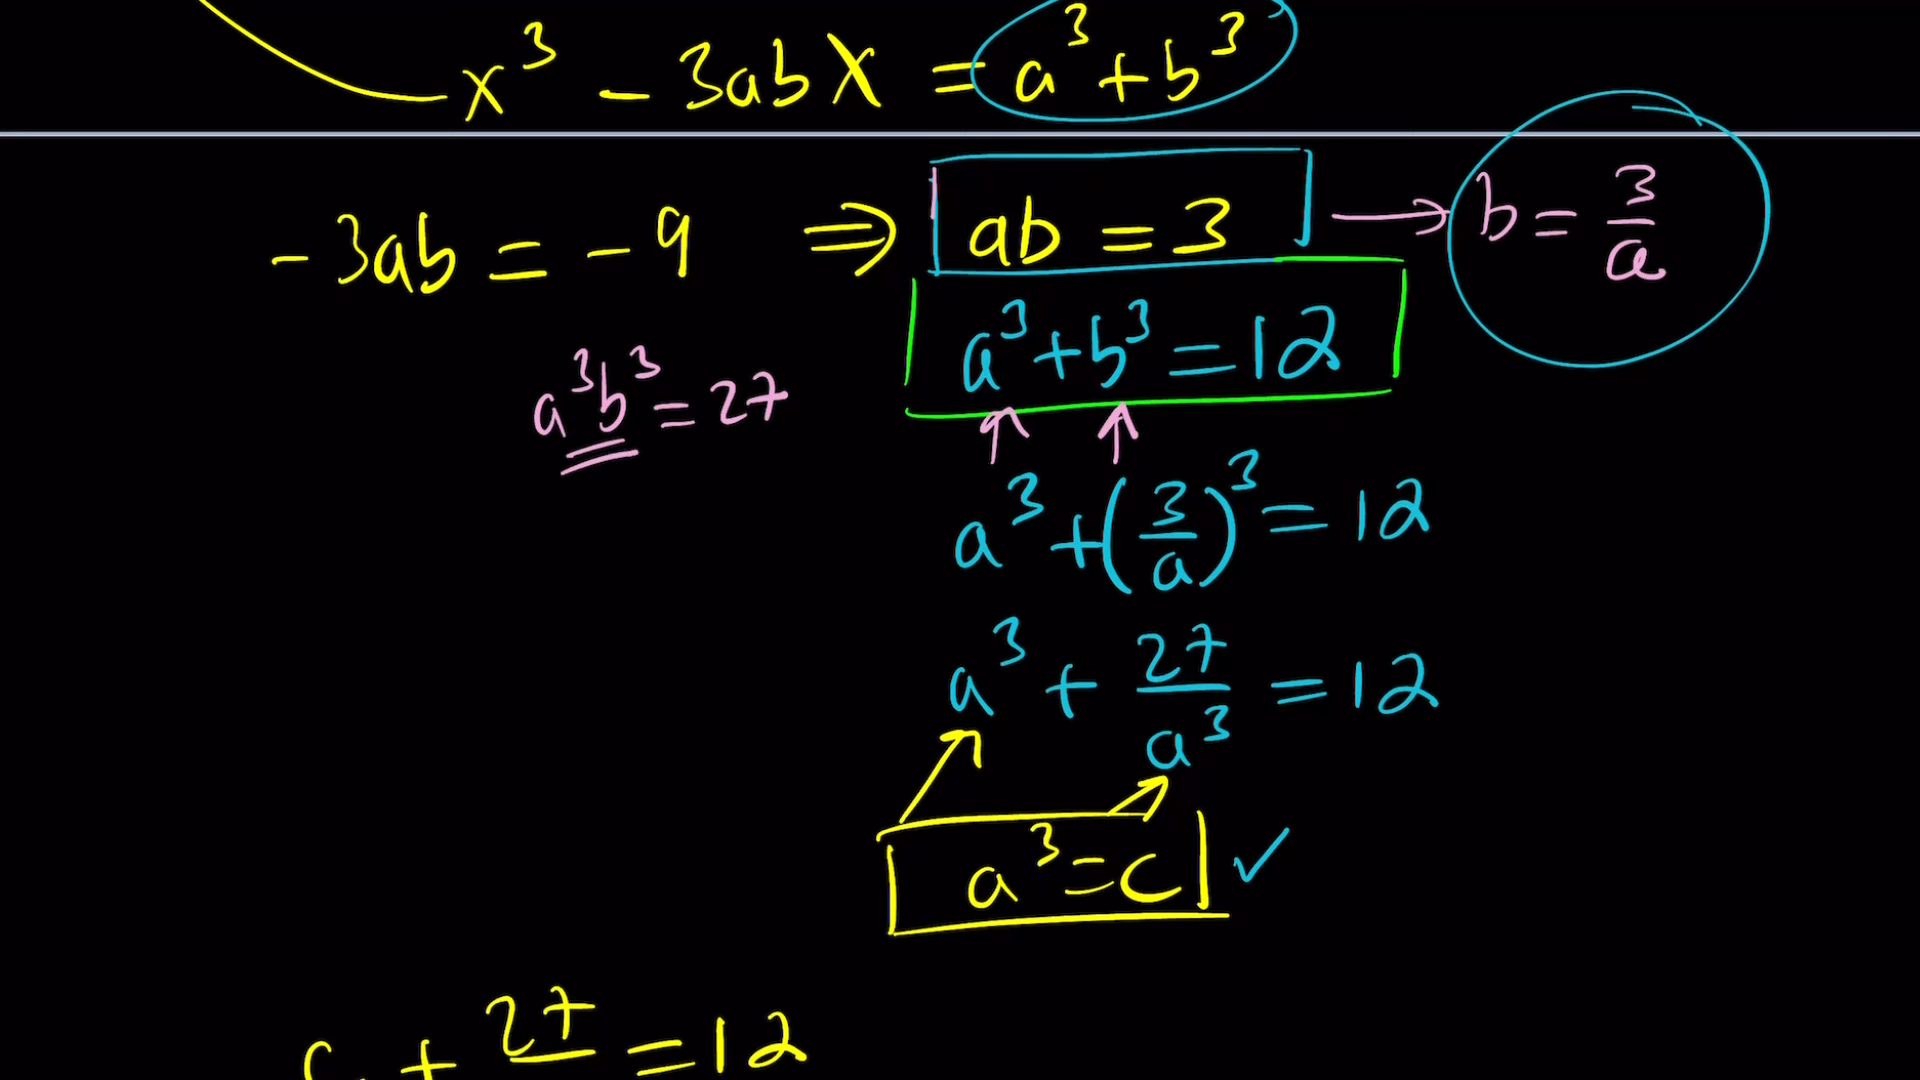 x³ - 3abx = a³ + b³
-3ab = -9 ⇒ ab = 3 → b = 3/a
a³ + b³ = 12
a³b³ = 27
a³ + (3/a)³ = 12
a³ + 27/a³ = 12
a³ = c ✓
+ 27 = 12